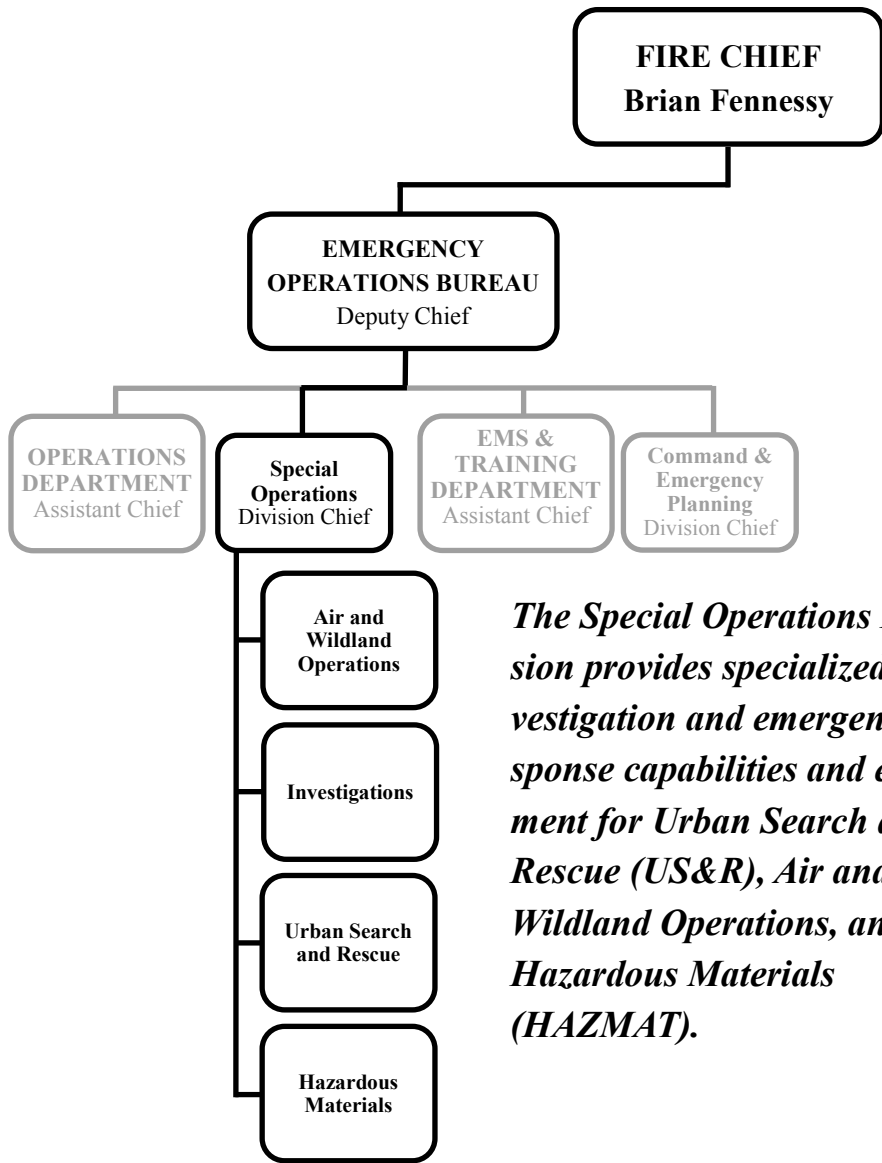 FIRE CHIEF
Brian Fennessy
EMERGENCY
OPERATIONS BUREAU
Deputy Chief
OPERATIONS
DEPARTMENT
Assistant Chief
Special
Operations
Division Chief
EMS &
TRAINING
DEPARTMENT
Assistant Chief
Command &
Emergency
Planning
Division Chief
Air and
Wildland
Operations
Investigations
Urban Search
and Rescue
Hazardous
Materials
The Special Operations
sion provides specialized
vestigation and emergen
sponse capabilities and
ment for Urban Search
Rescue (US&R), Air and
Wildland Operations, an
Hazardous Materials
(HAZMAT).